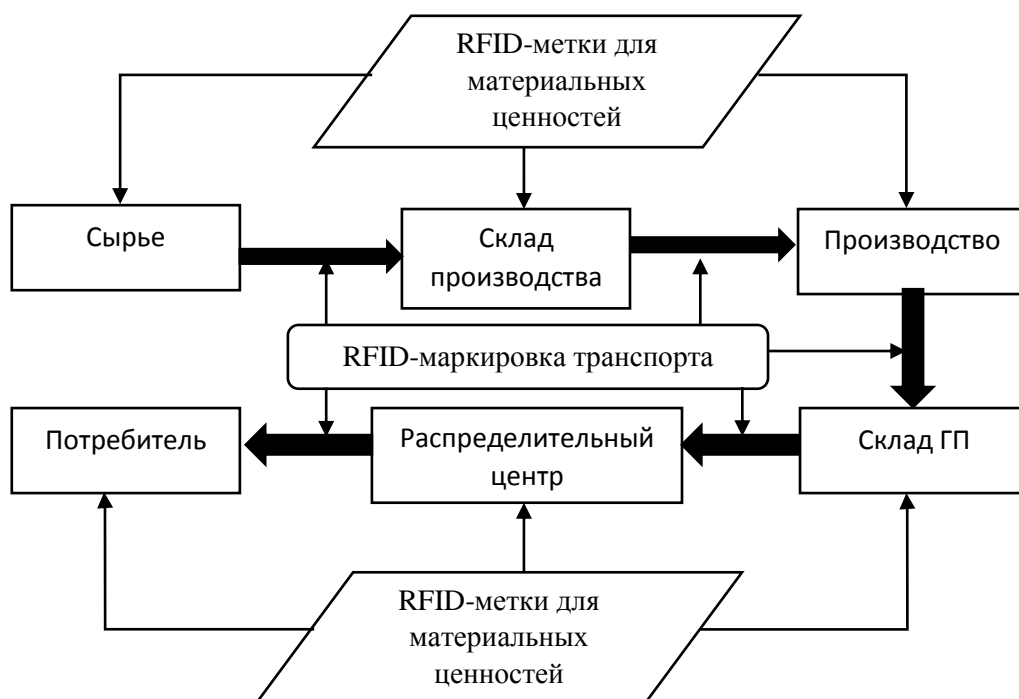 RFID-метки для
материальных
ценностей
Сырье
Склад
производства
Производство
RFID-маркировка транспорта
Потребитель
Распределительный
центр
Склад ГП
RFID-метки для
материальных
ценностей